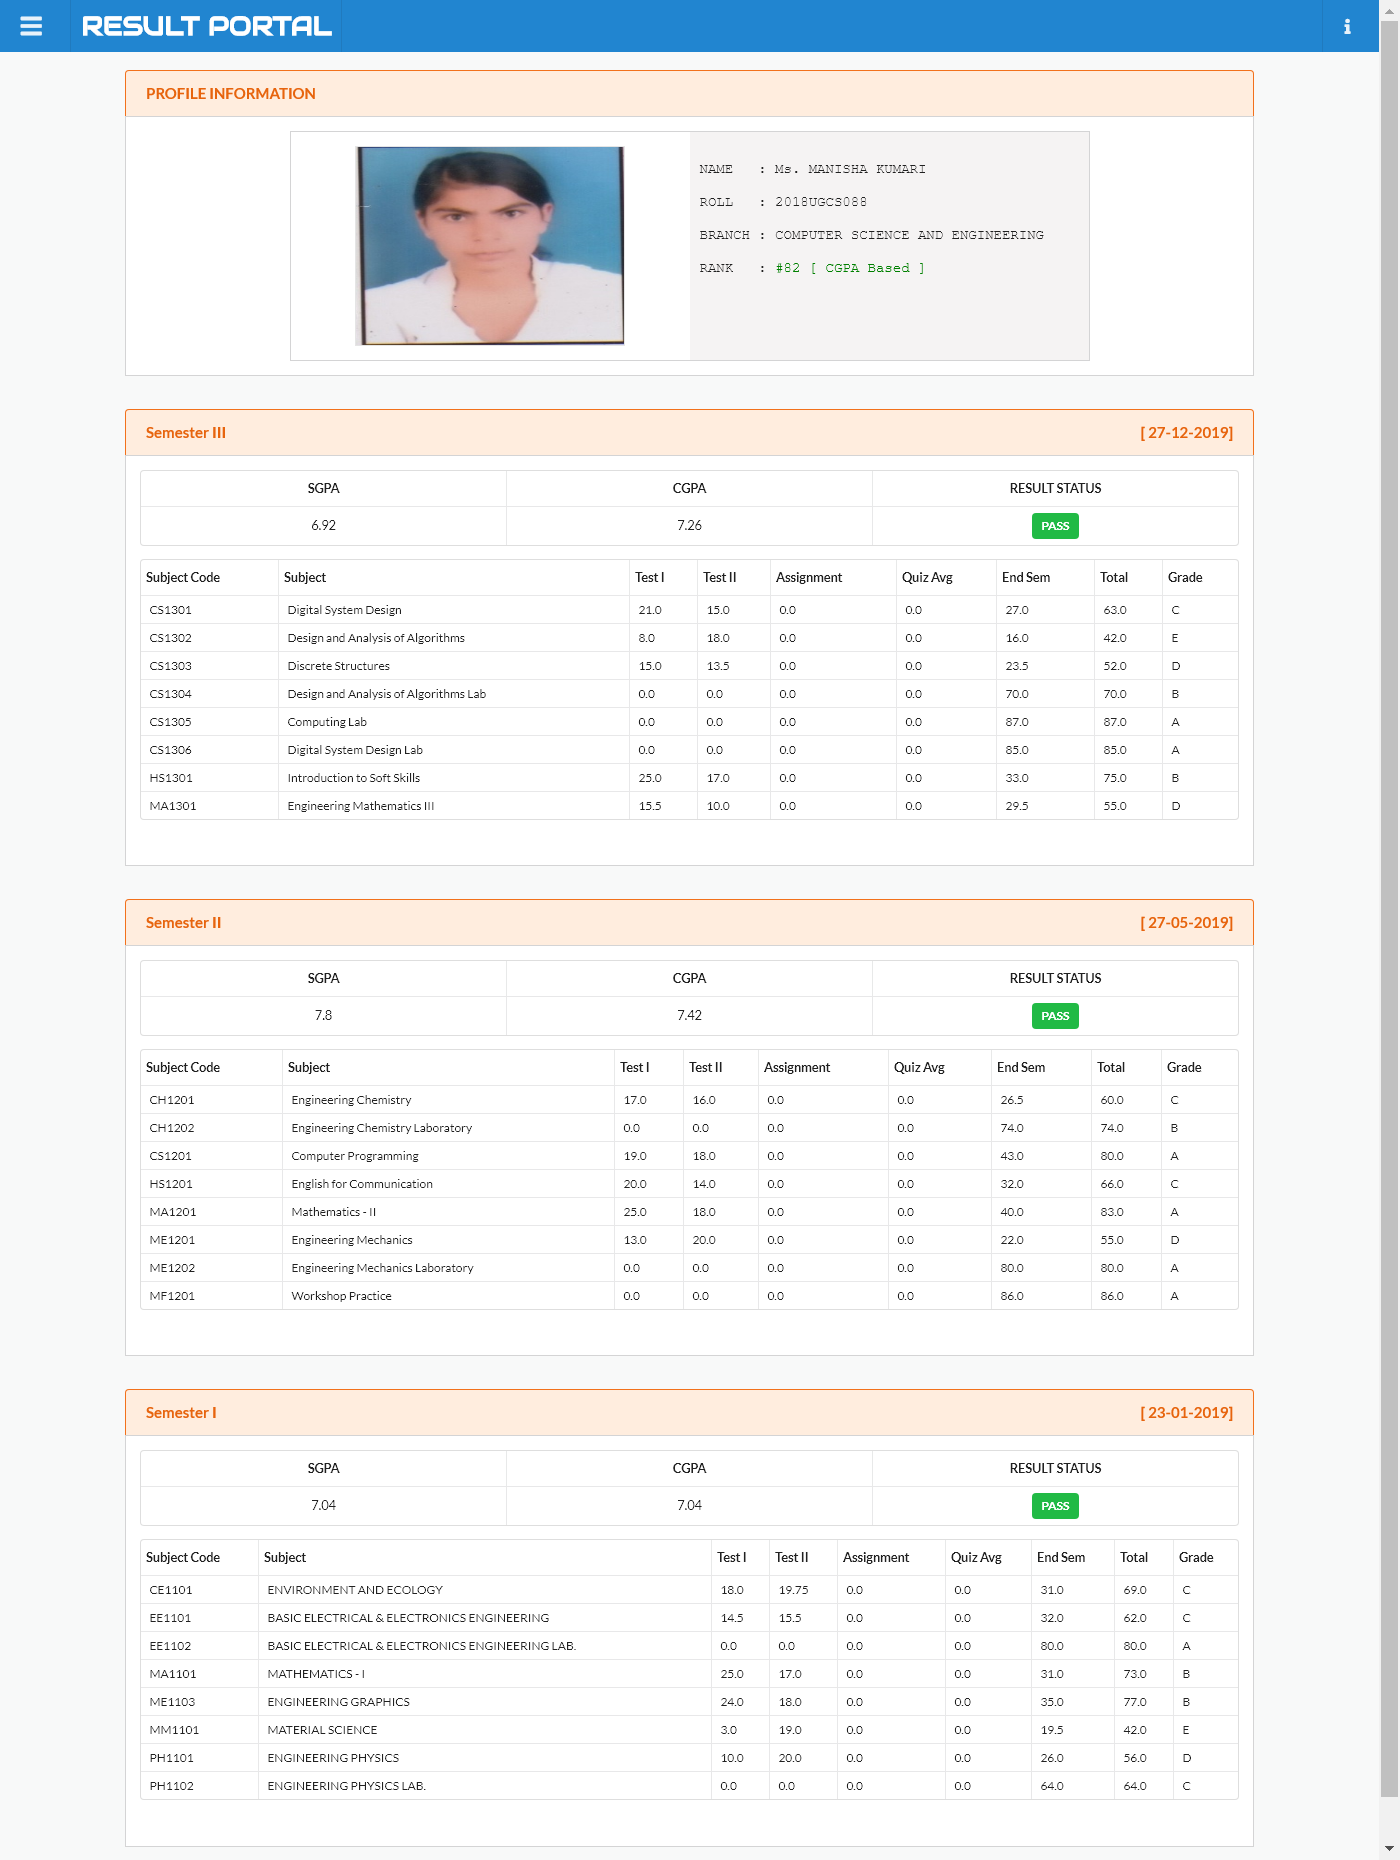 RESULT PORTAL
PROFILE INFORMATION
NAME : Ms. MANISHA KUMARI
ROLL : 2018UGCS088
BRANCH : COMPUTER SCIENCE AND ENGINEERING
RANK : #82 [ CGPA Based ]
Semester III [ 27-12-2019]
SGPA CGPA RESULT STATUS
6.92 7.26 PASS
Subject Code Subject Test I Test II Assignment Quiz Avg End Sem Total Grade
CS1301 Digital System Design 21.0 15.0 0.0 0.0 27.0 63.0 C
CS1302 Design and Analysis of Algorithms 8.0 18.0 0.0 0.0 16.0 42.0 E
CS1303 Discrete Structures 15.0 13.5 0.0 0.0 23.5 52.0 D
CS1304 Design and Analysis of Algorithms Lab 0.0 0.0 0.0 0.0 70.0 70.0 B
CS1305 Computing Lab 0.0 0.0 0.0 0.0 87.0 87.0 A
CS1306 Digital System Design Lab 0.0 0.0 0.0 0.0 85.0 85.0 A
HS1301 Introduction to Soft Skills 25.0 17.0 0.0 0.0 33.0 75.0 B
MA1301 Engineering Mathematics III 15.5 10.0 0.0 0.0 29.5 55.0 D
Semester II [ 27-05-2019]
SGPA CGPA RESULT STATUS
7.8 7.42 PASS
Subject Code Subject Test I Test II Assignment Quiz Avg End Sem Total Grade
CH1201 Engineering Chemistry 17.0 16.0 0.0 0.0 26.5 60.0 C
CH1202 Engineering Chemistry Laboratory 0.0 0.0 0.0 0.0 74.0 74.0 B
CS1201 Computer Programming 19.0 18.0 0.0 0.0 43.0 80.0 A
HS1201 English for Communication 20.0 14.0 0.0 0.0 32.0 66.0 C
MA1201 Mathematics - II 25.0 18.0 0.0 0.0 40.0 83.0 A
ME1201 Engineering Mechanics 13.0 20.0 0.0 0.0 22.0 55.0 D
ME1202 Engineering Mechanics Laboratory 0.0 0.0 0.0 0.0 80.0 80.0 A
MF1201 Workshop Practice 0.0 0.0 0.0 0.0 86.0 86.0 A
Semester I [ 23-01-2019]
SGPA CGPA RESULT STATUS
7.04 7.04 PASS
Subject Code Subject Test I Test II Assignment Quiz Avg End Sem Total Grade
CE1101 ENVIRONMENT AND ECOLOGY 18.0 19.75 0.0 0.0 31.0 69.0 C
EE1101 BASIC ELECTRICAL & ELECTRONICS ENGINEERING 14.5 15.5 0.0 0.0 32.0 62.0 C
EE1102 BASIC ELECTRICAL & ELECTRONICS ENGINEERING LAB. 0.0 0.0 0.0 0.0 80.0 80.0 A
MA1101 MATHEMATICS - I 25.0 17.0 0.0 0.0 31.0 73.0 B
ME1103 ENGINEERING GRAPHICS 24.0 18.0 0.0 0.0 35.0 77.0 B
MM1101 MATERIAL SCIENCE 3.0 19.0 0.0 0.0 19.5 42.0 E
PH1101 ENGINEERING PHYSICS 10.0 20.0 0.0 0.0 26.0 56.0 D
PH1102 ENGINEERING PHYSICS LAB. 0.0 0.0 0.0 0.0 64.0 64.0 C